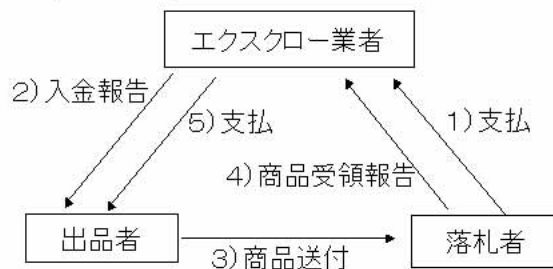 エクスクロー業者
2)入金報告
5)支払
1)支払
4)商品受領報告
出品者
3)商品送付
落札者